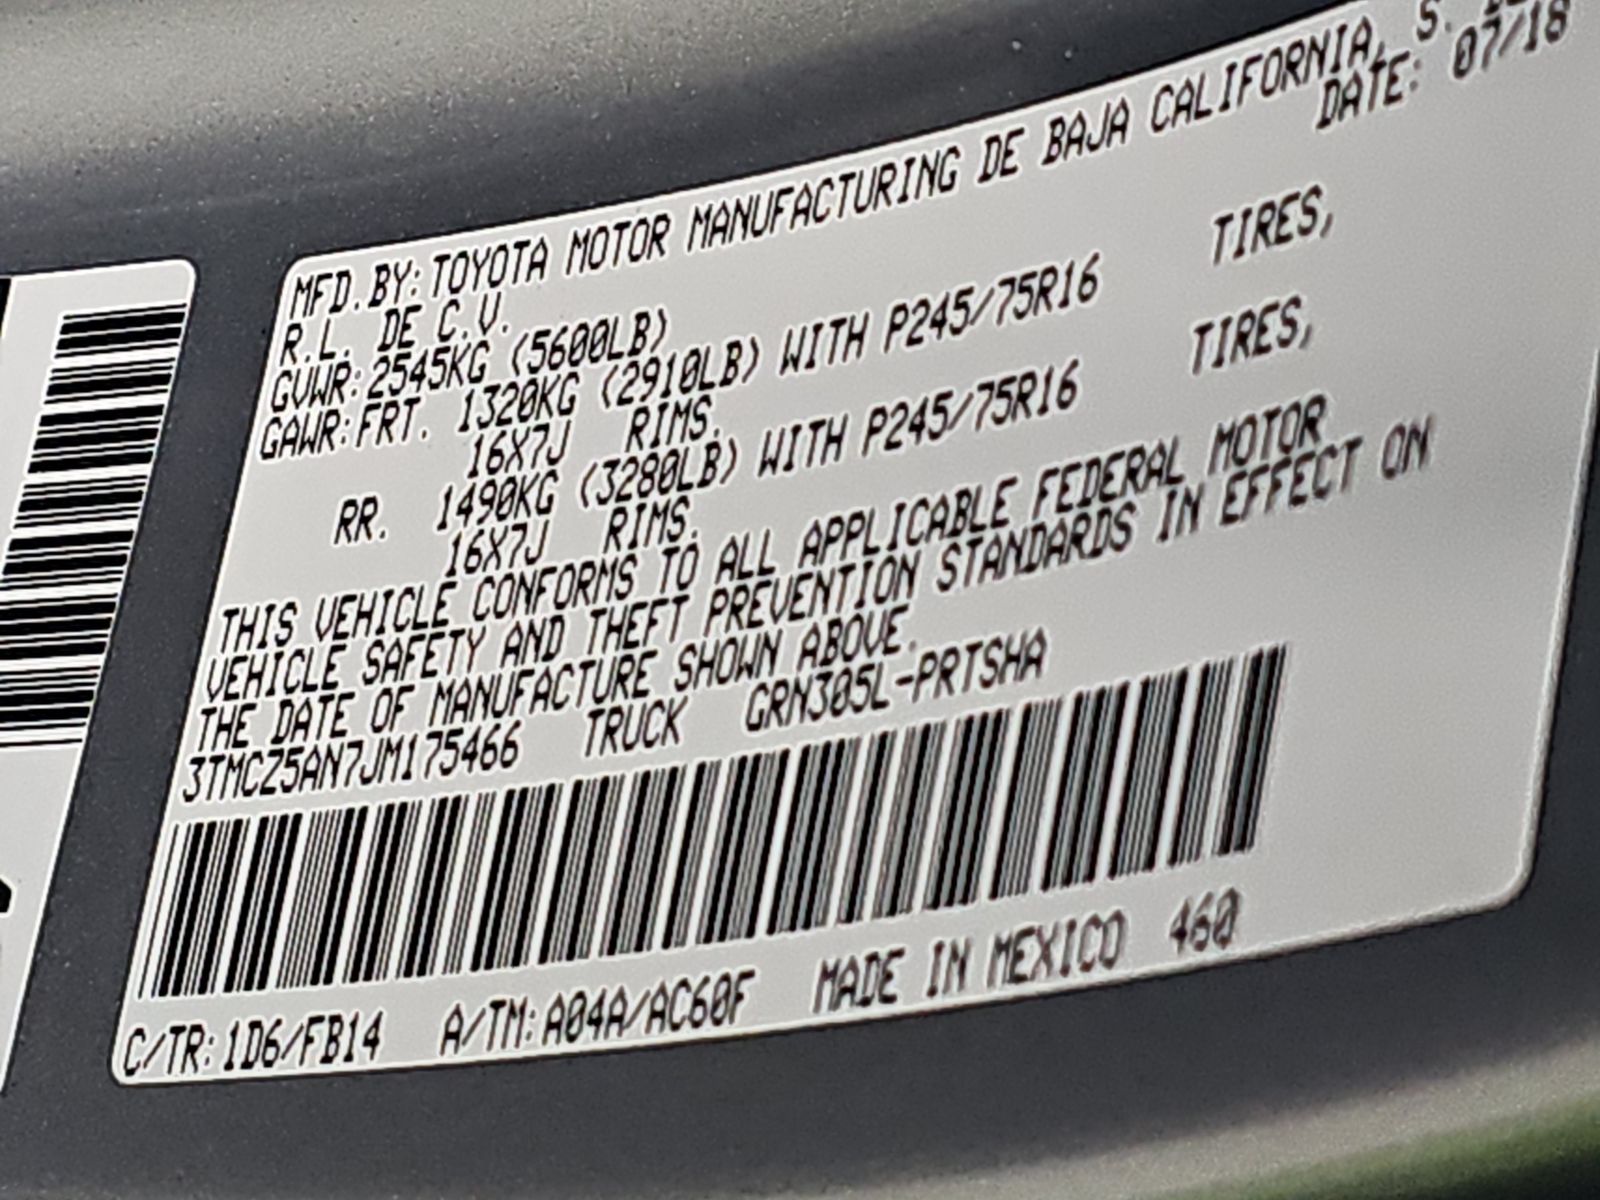 MFD. BY: TOYOTA MOTOR MANUFACTURING DE BAJA CALIFORNIA, S.
R.L. DE C.V. DATE: 07/18
GVWR: 2545KG (5600LB)
GAWR: FRT. 1320KG (2910LB) WITH P245/75R16 TIRES,
16X7J RIMS.
RR. 1490KG (3280LB) WITH P245/75R16 TIRES,
16X7J RIMS.
THIS VEHICLE CONFORMS TO ALL APPLICABLE FEDERAL MOTOR
VEHICLE SAFETY AND THEFT PREVENTION STANDARDS IN EFFECT ON
THE DATE OF MANUFACTURE SHOWN ABOVE.
3TMCZ5AN7JM175466 TRUCK GRN305L-PRTSHA
C/TR: 1D6/FB14 A/TM: A04A/AC60F MADE IN MEXICO 460